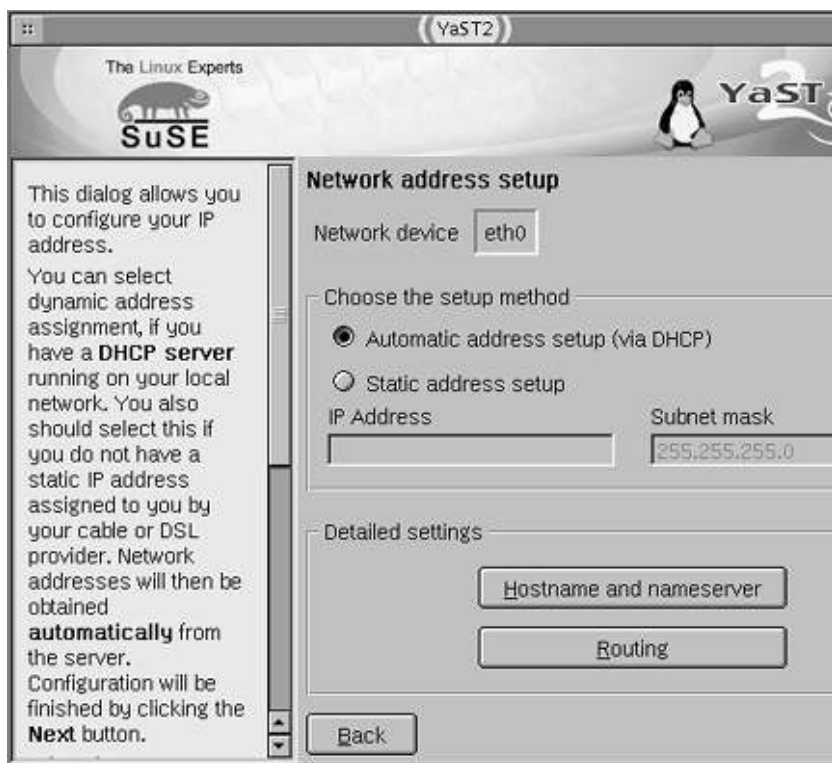 YaST2
The Linux Experts
SuSE
YaST
2
This dialog allows you
to configure your IP
address.
You can select
dynamic address
assignment, if you
have a DHCP server
running on your local
network. You also
should select this if
you do not have a
static IP address
assigned to you by
your cable or DSL
provider. Network
addresses will then be
obtained
automatically from
the server.
Configuration will be
finished by clicking the
Next button.
Network address setup
Network device eth0
Choose the setup method
Automatic address setup (via DHCP)
Static address setup
IP Address Subnet mask
255.255.255.0
Detailed settings
Hostname and nameserver
Routing
Back